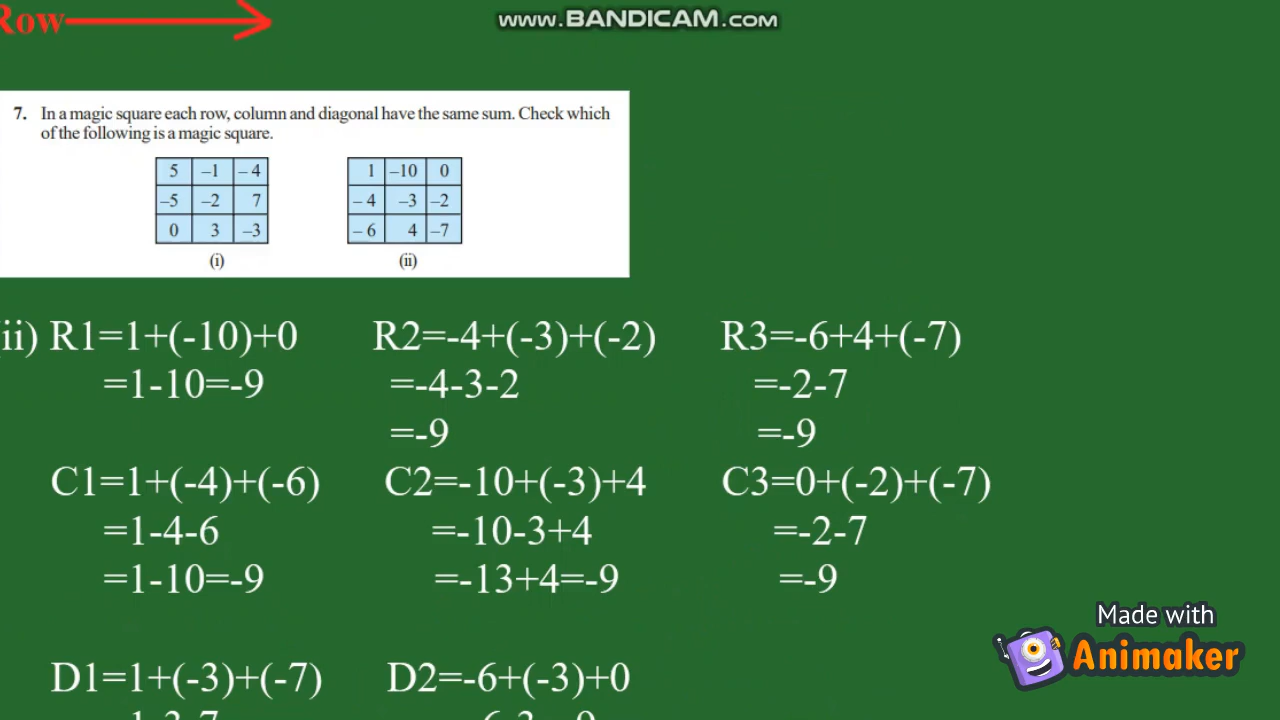 Row
www.BANDICAM.com
7. In a magic square each row, column and diagonal have the same sum. Check which
of the following is a magic square.
5 –1 – 4
–5 –2 7
0 3 –3
(i)
1 –10 0
– 4 –3 –2
– 6 4 –7
(ii)
ii) R1=1+(-10)+0 R2=-4+(-3)+(-2) R3=-6+4+(-7)
=1-10=-9 =-4-3-2 =-2-7
=-9 =-9
C1=1+(-4)+(-6) C2=-10+(-3)+4 C3=0+(-2)+(-7)
=1-4-6 =-10-3+4 =-2-7
=1-10=-9 =-13+4=-9 =-9
D1=1+(-3)+(-7) D2=-6+(-3)+0
Made with
Animaker